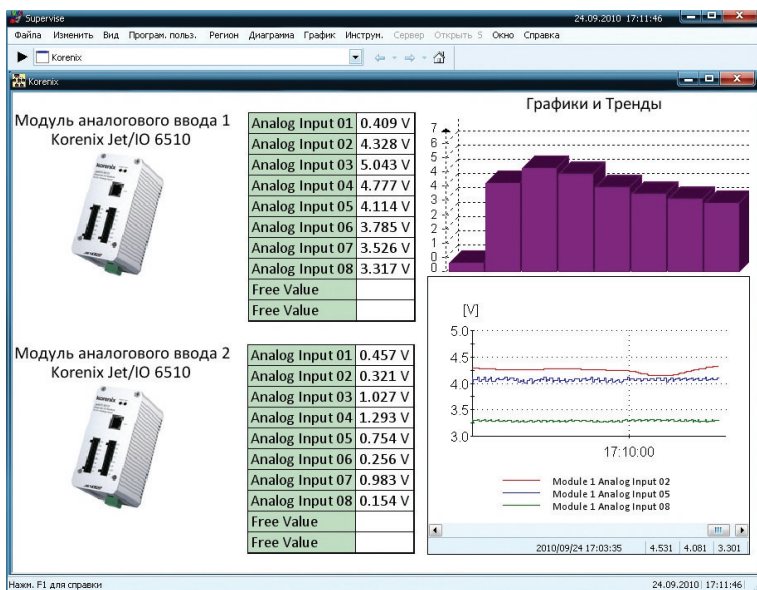 Supervise 24.09.2010 17:11:46
Файла Изменить Вид Програм. польз. Регион Диаграмма График Инструм. Сервер Открыть 5 Окно Справка
Korenix
Korenix
Модуль аналогового ввода 1
Korenix Jet/IO 6510
korenix
Analog Input 01 0.409 V
Analog Input 02 4.328 V
Analog Input 03 5.043 V
Analog Input 04 4.777 V
Analog Input 05 4.114 V
Analog Input 06 3.785 V
Analog Input 07 3.526 V
Analog Input 08 3.317 V
Free Value
Free Value
Графики и Тренды
7
6
5
4
4
3
2
2
1
0
0
Модуль аналогового ввода 2
Korenix Jet/IO 6510
korenix
Analog Input 01 0.457 V
Analog Input 02 0.321 V
Analog Input 03 1.027 V
Analog Input 04 1.293 V
Analog Input 05 0.754 V
Analog Input 06 0.256 V
Analog Input 07 0.983 V
Analog Input 08 0.154 V
Free Value
Free Value
[V]
5.0
4.5
4.0
3.5
3.0
17:10:00
Module 1 Analog Input 02
Module 1 Analog Input 05
Module 1 Analog Input 08
2010/09/24 17:03:35 4.531 4.081 3.301
Нажм. F1 для справки 24.09.2010 17:11:46